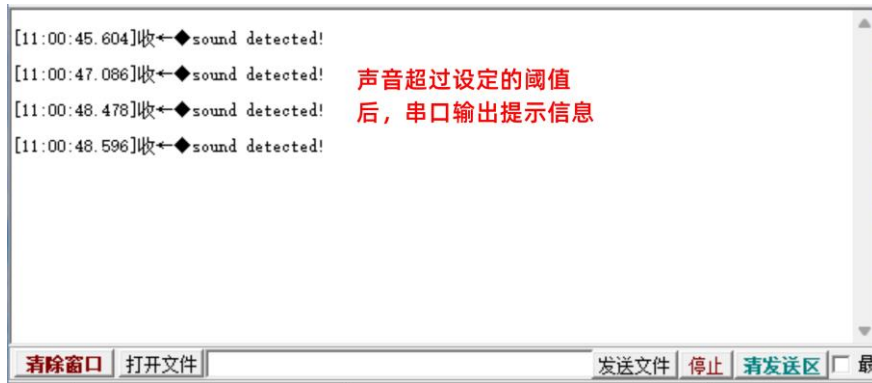 [11:00:45.604]收←◆sound detected!
[11:00:47.086]收←◆sound detected!
[11:00:48.478]收←◆sound detected!
[11:00:48.596]收←◆sound detected!
声音超过设定的阈值
后，串口输出提示信息
清除窗口 打开文件 发送文件 停止 清发送区 最